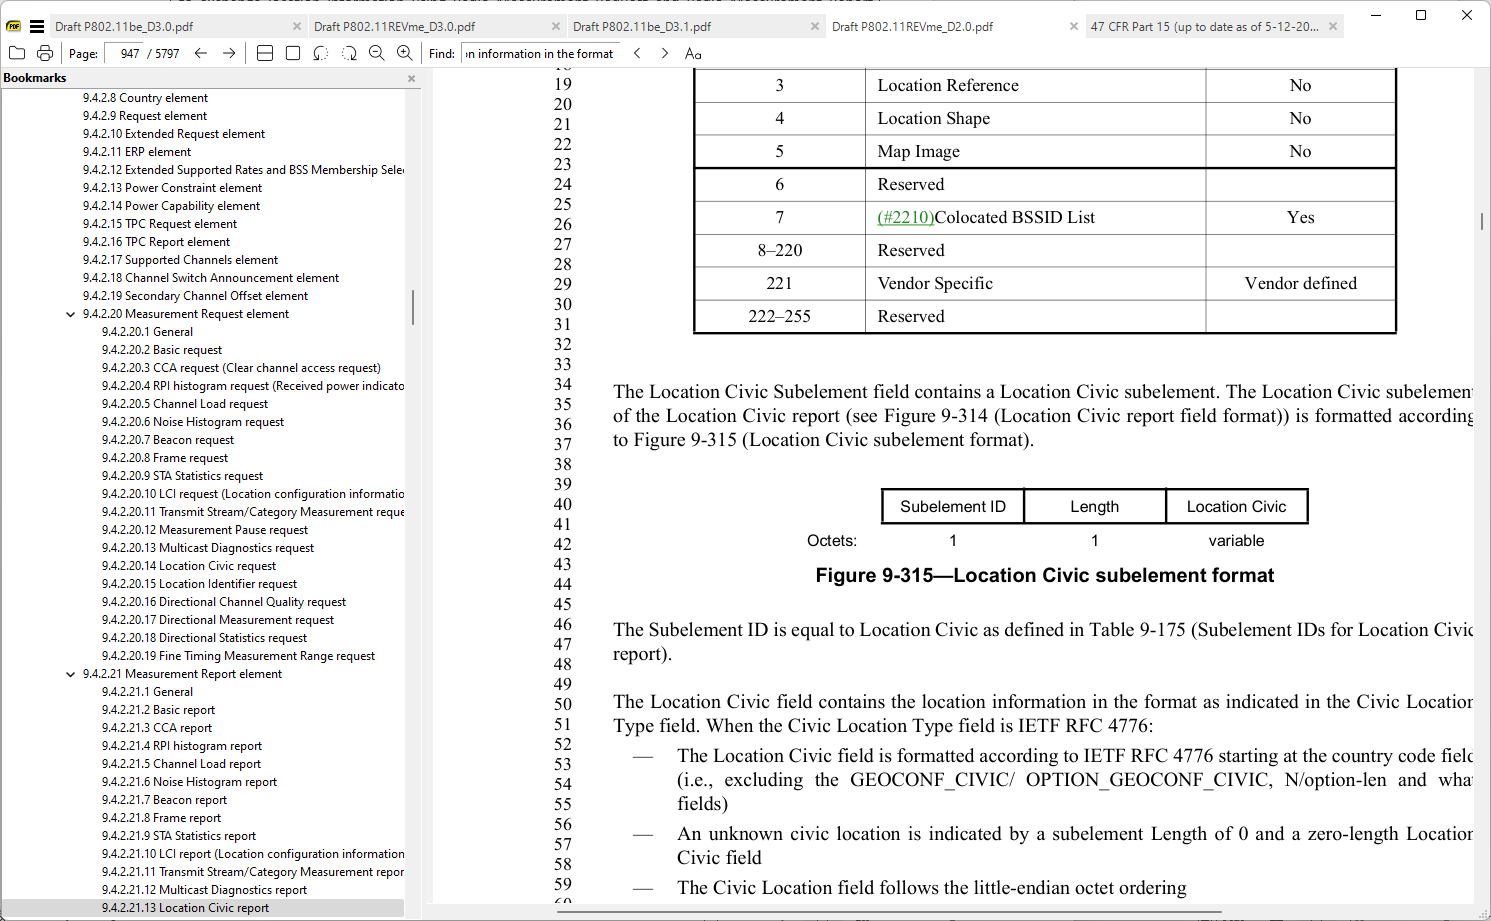 Draft P802.11be_D3.0.pdf
Draft P802.11REVme_D3.0.pdf
Draft P802.11be_D3.1.pdf
Draft P802.11REVme_D2.0.pdf
47 CFR Part 15 (up to date as of 5-12-20...
Page: 947 / 5797
Find: n information in the format
Bookmarks
9.4.2.8 Country element
9.4.2.9 Request element
9.4.2.10 Extended Request element
9.4.2.11 ERP element
9.4.2.12 Extended Supported Rates and BSS Membership Sele
9.4.2.13 Power Constraint element
9.4.2.14 Power Capability element
9.4.2.15 TPC Request element
9.4.2.16 TPC Report element
9.4.2.17 Supported Channels element
9.4.2.18 Channel Switch Announcement element
9.4.2.19 Secondary Channel Offset element
9.4.2.20 Measurement Request element
9.4.2.20.1 General
9.4.2.20.2 Basic request
9.4.2.20.3 CCA request (Clear channel access request)
9.4.2.20.4 RPI histogram request (Received power indicato
9.4.2.20.5 Channel Load request
9.4.2.20.6 Noise Histogram request
9.4.2.20.7 Beacon request
9.4.2.20.8 Frame request
9.4.2.20.9 STA Statistics request
9.4.2.20.10 LCI request (Location configuration informatio
9.4.2.20.11 Transmit Stream/Category Measurement reque
9.4.2.20.12 Measurement Pause request
9.4.2.20.13 Multicast Diagnostics request
9.4.2.20.14 Location Civic request
9.4.2.20.15 Location Identifier request
9.4.2.20.16 Directional Channel Quality request
9.4.2.20.17 Directional Measurement request
9.4.2.20.18 Directional Statistics request
9.4.2.20.19 Fine Timing Measurement Range request
9.4.2.21 Measurement Report element
9.4.2.21.1 General
9.4.2.21.2 Basic report
9.4.2.21.3 CCA report
9.4.2.21.4 RPI histogram report
9.4.2.21.5 Channel Load report
9.4.2.21.6 Noise Histogram report
9.4.2.21.7 Beacon report
9.4.2.21.8 Frame report
9.4.2.21.9 STA Statistics report
9.4.2.21.10 LCI report (Location configuration information
9.4.2.21.11 Transmit Stream/Category Measurement repor
9.4.2.21.12 Multicast Diagnostics report
9.4.2.21.13 Location Civic report
19
20
21
22
23
24
25
26
27
28
29
30
31
32
33
34
35
36
37
38
39
40
41
42
43
44
45
46
47
48
49
50
51
52
53
54
55
56
57
58
59
3 Location Reference No
4 Location Shape No
5 Map Image No
6 Reserved
7 (#2210)Colocated BSSID List Yes
8–220 Reserved
221 Vendor Specific Vendor defined
222–255 Reserved
The Location Civic Subelement field contains a Location Civic subelement. The Location Civic subelement
of the Location Civic report (see Figure 9-314 (Location Civic report field format)) is formatted according
to Figure 9-315 (Location Civic subelement format).
Subelement ID Length Location Civic
Octets: 1 1 variable
Figure 9-315—Location Civic subelement format
The Subelement ID is equal to Location Civic as defined in Table 9-175 (Subelement IDs for Location Civic
report).
The Location Civic field contains the location information in the format as indicated in the Civic Location
Type field. When the Civic Location Type field is IETF RFC 4776:
— The Location Civic field is formatted according to IETF RFC 4776 starting at the country code field
(i.e., excluding the GEOCONF_CIVIC/ OPTION_GEOCONF_CIVIC, N/option-len and wha
fields)
— An unknown civic location is indicated by a subelement Length of 0 and a zero-length Location
Civic field
— The Civic Location field follows the little-endian octet ordering